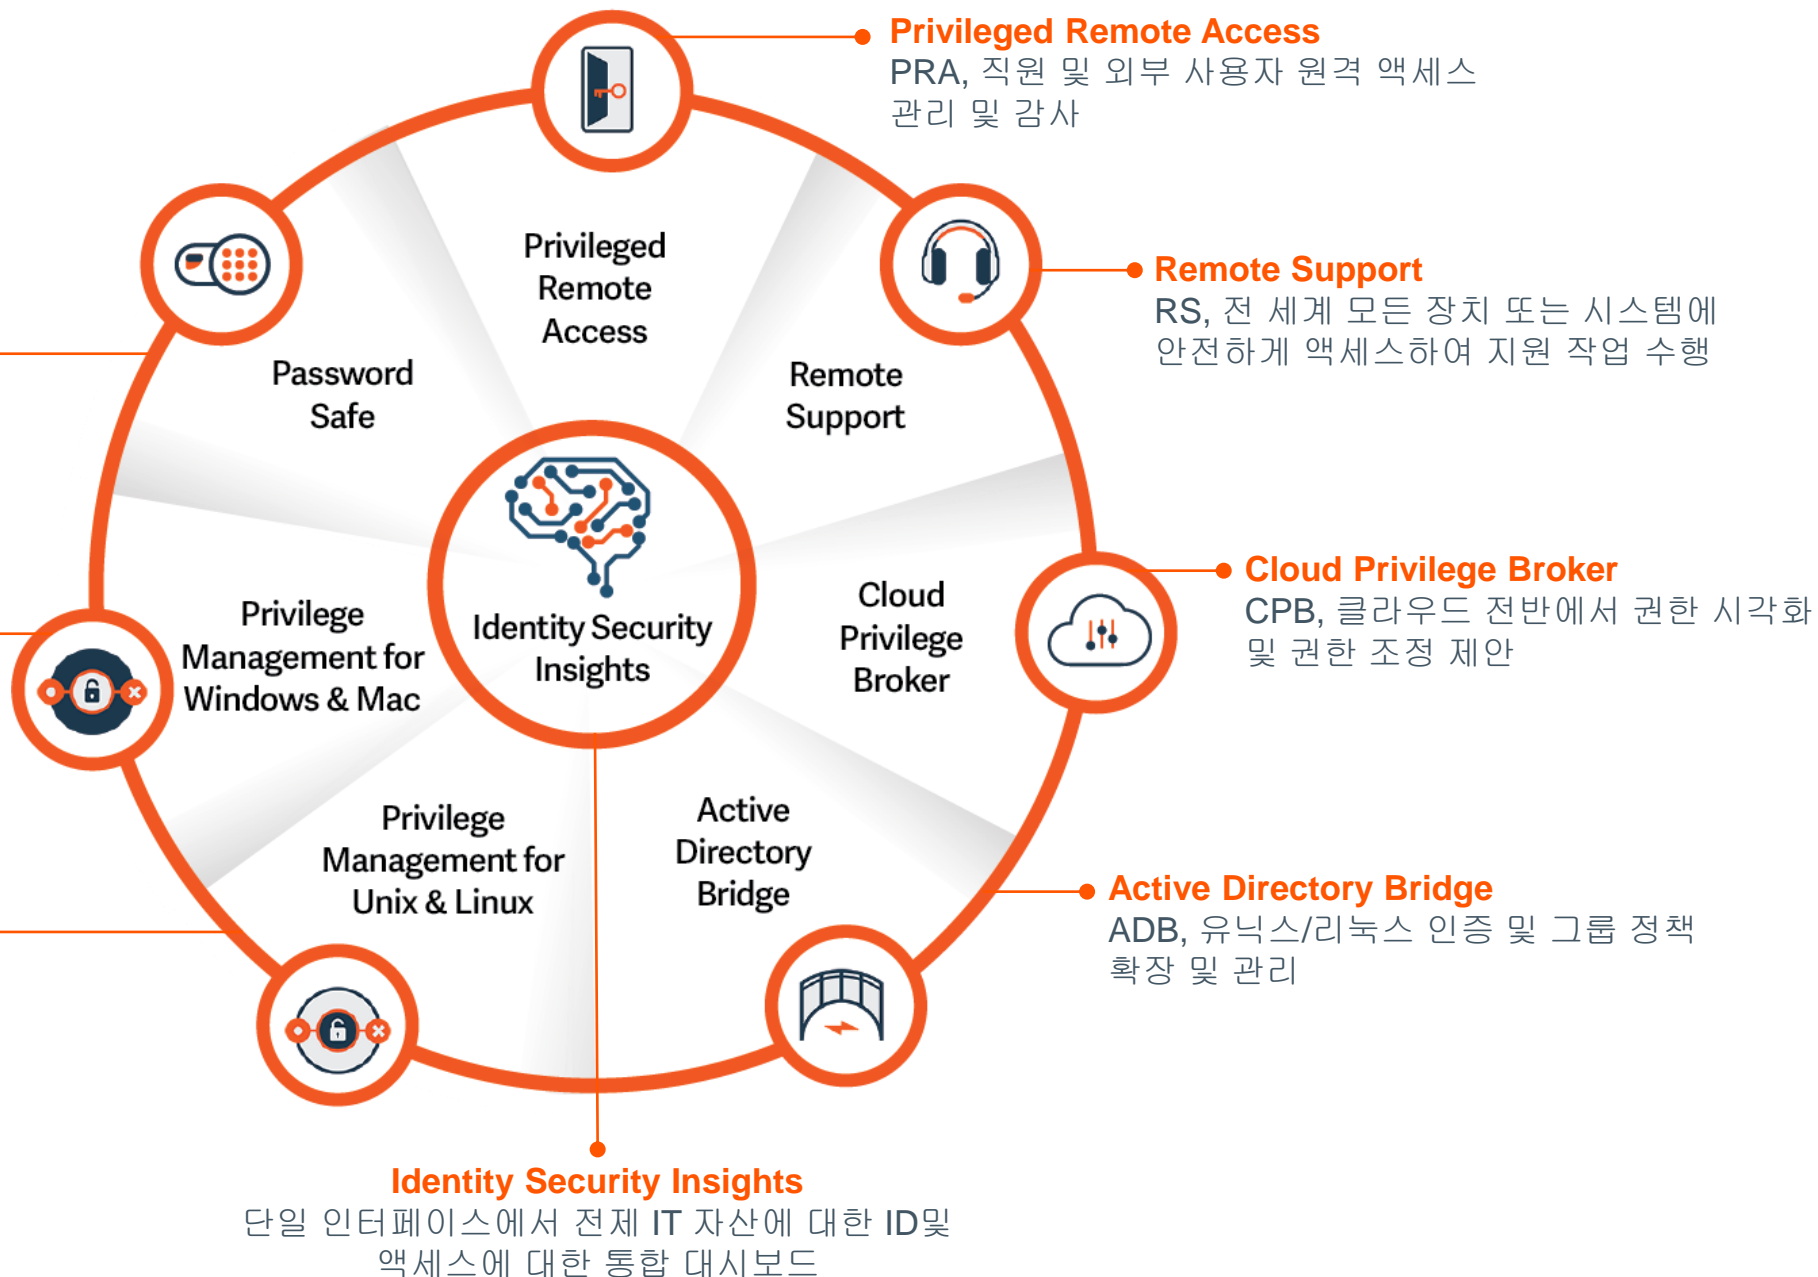 Privileged Remote Access
PRA, 직원 및 외부 사용자 원격 액세스
관리 및 감사
Remote Support
RS, 전 세계 모든 장치 또는 시스템에
안전하게 액세스하여 지원 작업 수행
Cloud Privilege Broker
CPB, 클라우드 전반에서 권한 시각화
및 권한 조정 제안
Active Directory Bridge
ADB, 유닉스/리눅스 인증 및 그룹 정책
확장 및 관리
Privileged
Remote
Access
Remote
Support
Cloud
Privilege
Broker
Active
Directory
Bridge
Privilege
Management for
Unix & Linux
Privilege
Management for
Windows & Mac
Password
Safe
Identity Security
Insights
Identity Security Insights
단일 인터페이스에서 전제 IT 자산에 대한 ID및
액세스에 대한 통합 대시보드